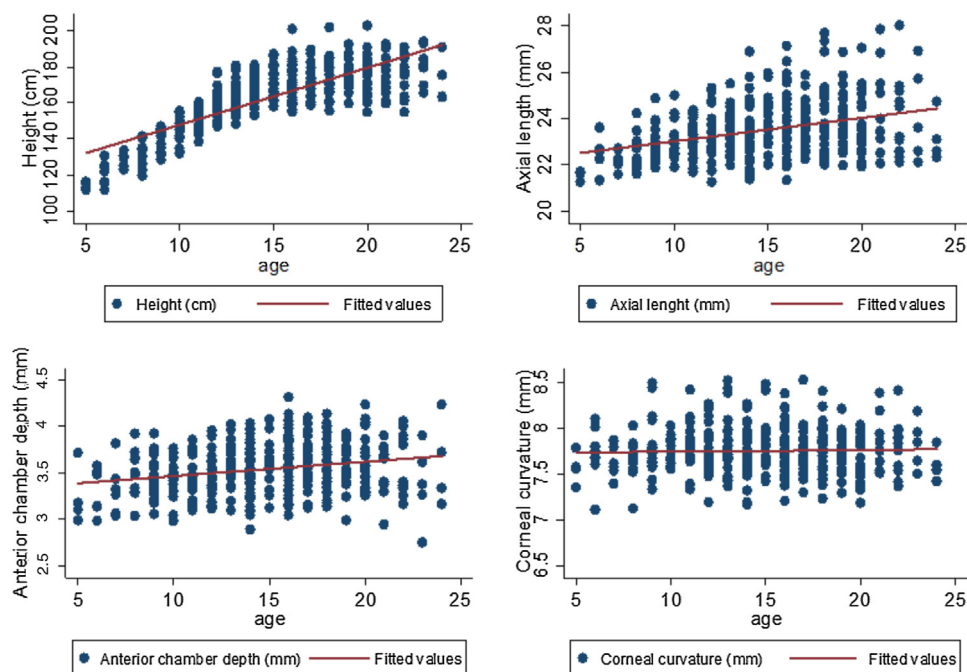 Height (cm)
100 120 140 160 180 200
5 10 15 20 25
age
Height (cm) Fitted values
Axial length (mm)
20 22 24 26 28
5 10 15 20 25
age
Axial lenght (mm) Fitted values
Anterior chamber depth (mm)
2.5 3 3.5 4 4.5
5 10 15 20 25
age
Anterior chamber depth (mm) Fitted values
Corneal curvature (mm)
6.5 7 7.5 8 8.5
5 10 15 20 25
age
Corneal curvature (mm) Fitted values